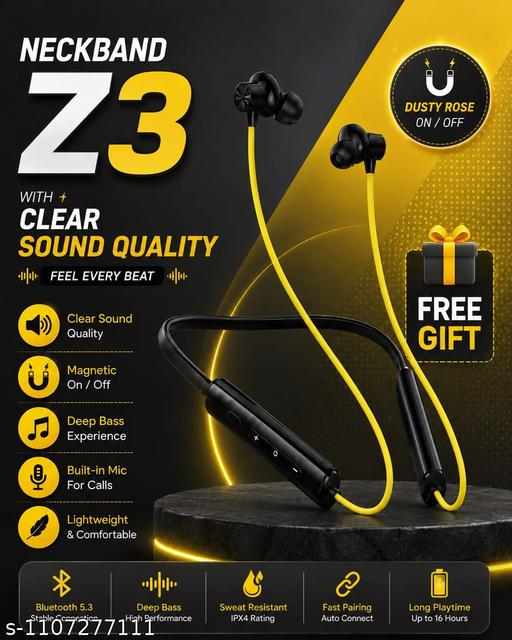 NECKBAND
Z3
WITH
CLEAR
SOUND QUALITY
FEEL EVERY BEAT
DUSTY ROSE
ON / OFF
FREE
GIFT
Clear Sound
Quality
Magnetic
On / Off
Deep Bass
Experience
Built-in Mic
For Calls
Lightweight
& Comfortable
Bluetooth 5.3
Stable Connection
Deep Bass
High Performance
Sweat Resistant
IPX4 Rating
Fast Pairing
Auto Connect
Long Playtime
Up to 16 Hours
s-1107277111